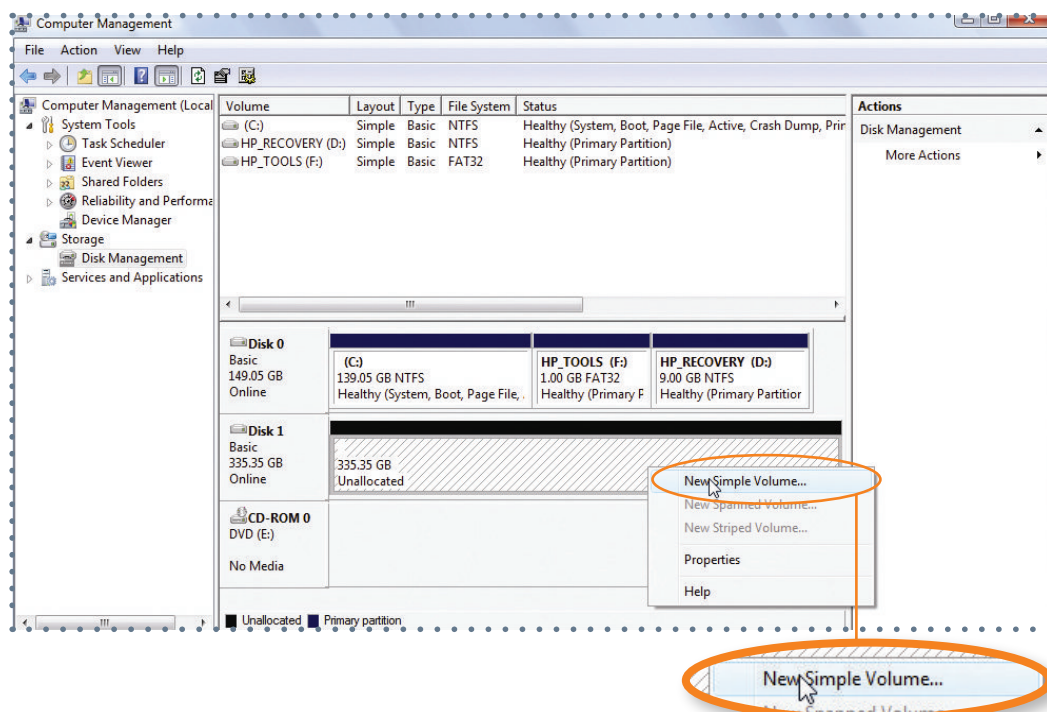 Computer Management
File Action View Help
Computer Management (Local
System Tools
Task Scheduler
Event Viewer
Shared Folders
Reliability and Performa
Device Manager
Storage
Disk Management
Services and Applications
Volume Layout Type File System Status
(C:) Simple Basic NTFS Healthy (System, Boot, Page File, Active, Crash Dump, Prir
HP_RECOVERY (D:) Simple Basic NTFS Healthy (Primary Partition)
HP_TOOLS (F:) Simple Basic FAT32 Healthy (Primary Partition)
Actions
Disk Management
More Actions
Disk 0
Basic
149.05 GB
Online
(C:)
139.05 GB NTFS
Healthy (System, Boot, Page File, .
HP_TOOLS (F:)
1.00 GB FAT32
Healthy (Primary F
HP_RECOVERY (D:)
9.00 GB NTFS
Healthy (Primary Partitior
Disk 1
Basic
335.35 GB
Online
335.35 GB
Unallocated
CD-ROM 0
DVD (E:)
No Media
New Simple Volume...
New Spanned Volume...
New Striped Volume...
Properties
Help
Unallocated Primary partition
New Simple Volume...
New Spanned Volume